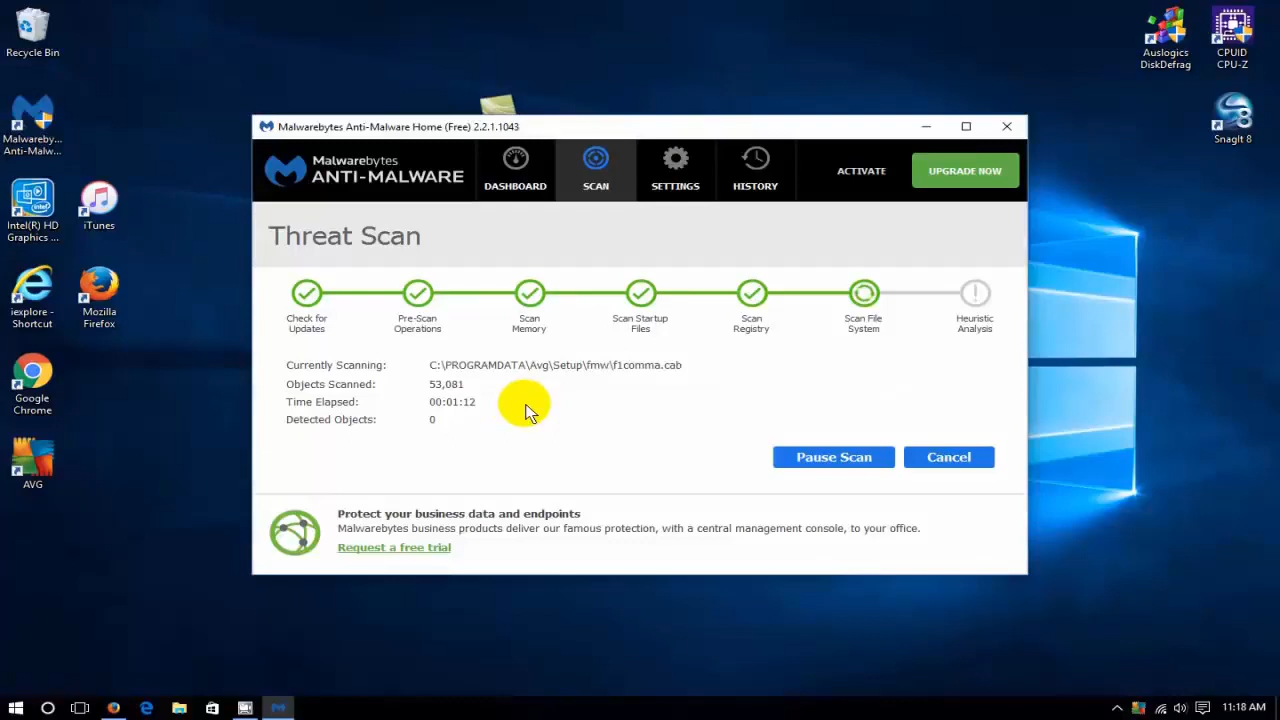 Recycle Bin
Malwareby...
Anti-Malw...
Intel(R) HD
Graphics ...
iTunes
iexplore -
Shortcut
Mozilla
Firefox
Google
Chrome
AVG
Auslogics
DiskDefrag
CPUID
CPU-Z
SnagIt 8
Malwarebytes Anti-Malware Home (Free) 2.2.1.1043
Malwarebytes
ANTI-MALWARE
DASHBOARD
SCAN
SETTINGS
HISTORY
ACTIVATE
UPGRADE NOW
Threat Scan
Check for
Updates
Pre-Scan
Operations
Scan
Memory
Scan Startup
Files
Scan
Registry
Scan File
System
Heuristic
Analysis
Currently Scanning: C:\PROGRAMDATA\Avg\Setup\fmw\f1comma.cab
Objects Scanned: 53,081
Time Elapsed: 00:01:12
Detected Objects: 0
Pause Scan
Cancel
Protect your business data and endpoints
Malwarebytes business products deliver our famous protection, with a central management console, to your office.
Request a free trial
11:18 AM